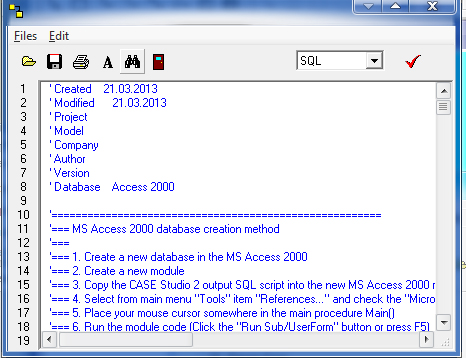 Files Edit
A SQL
1 ' Created 21.03.2013
2 ' Modified 21.03.2013
3 ' Project
4 ' Model
5 ' Company
6 ' Author
7 ' Version
8 ' Database Access 2000
9
10 '=======================================================
11 '=== MS Access 2000 database creation method
12 '===
13 '=== 1. Create a new database in the MS Access 2000
14 '=== 2. Create a new module
15 '=== 3. Copy the CASE Studio 2 output SQL script into the new MS Access 2000
16 '=== 4. Select from main menu "Tools" item "References..." and check the "Micro
17 '=== 5. Place your mouse cursor somewhere in the main procedure Main()
18 '=== 6. Run the module code (Click the "Run Sub/UserForm" button or press F5)
19